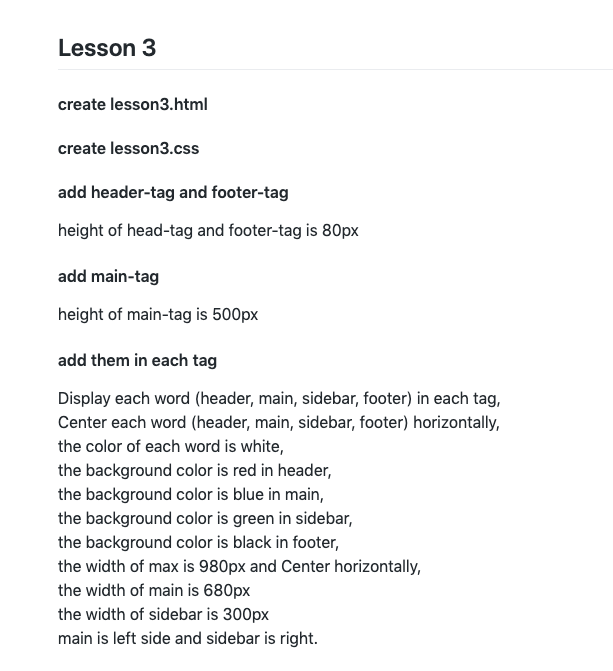 Lesson 3
create lesson3.html
create lesson3.css
add header-tag and footer-tag
height of head-tag and footer-tag is 80px
add main-tag
height of main-tag is 500px
add them in each tag
Display each word (header, main, sidebar, footer) in each tag,
Center each word (header, main, sidebar, footer) horizontally,
the color of each word is white,
the background color is red in header,
the background color is blue in main,
the background color is green in sidebar,
the background color is black in footer,
the width of max is 980px and Center horizontally,
the width of main is 680px
the width of sidebar is 300px
main is left side and sidebar is right.